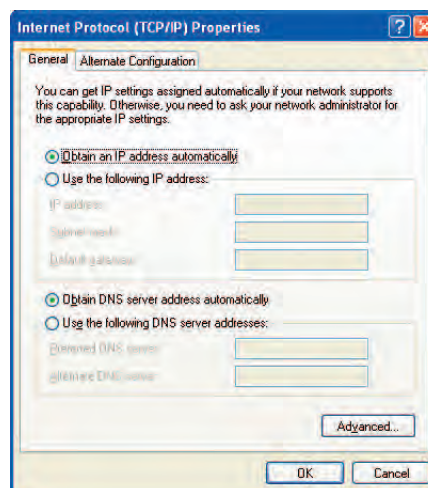 Internet Protocol (TCP/IP) Properties
General
Alternate Configuration
You can get IP settings assigned automatically if your network supports
this capability. Otherwise, you need to ask your network administrator for
the appropriate IP settings.
Obtain an IP address automatically
Use the following IP address:
IP address:
Subnet mask:
Default gateway:
Obtain DNS server address automatically
Use the following DNS server addresses:
Preferred DNS server:
Alternate DNS server:
Advanced...
OK
Cancel